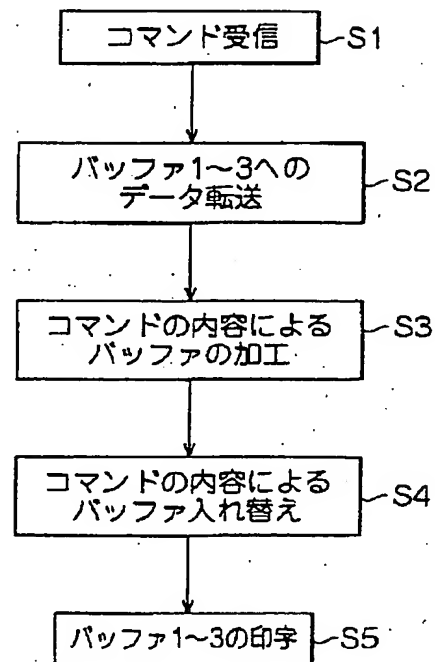 コマンド受信
S1
バッファ1~3への
データ転送
S2
コマンドの内容による
バッファの加工
S3
コマンドの内容による
バッファ入れ替え
S4
バッファ1~3の印字
S5